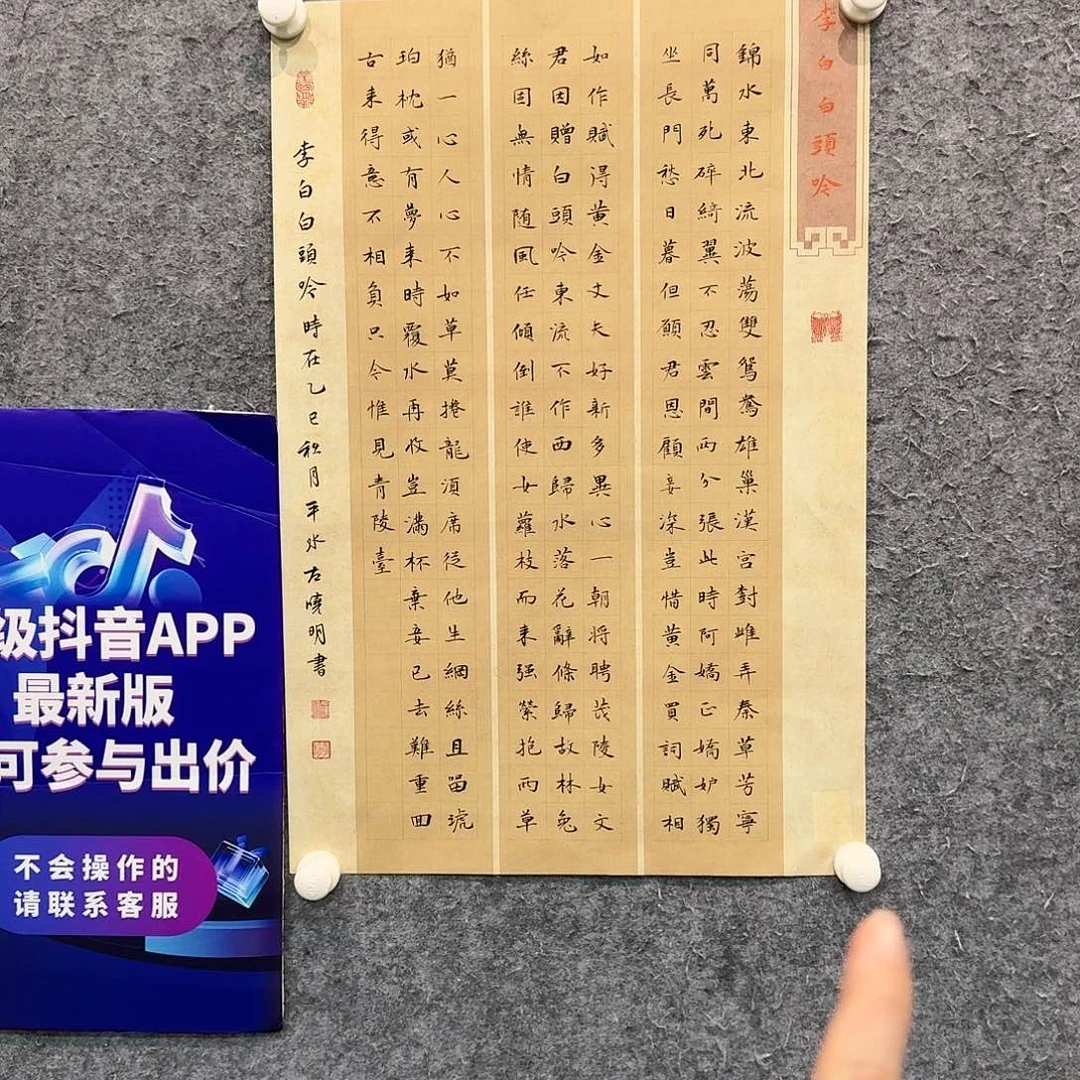 李白白頭吟
錦水東北流波蕩雙鴛鴦雄巢漢宮對雌弄秦草芳寧
同萬死碎綺翼不忍雲間兩分張此時阿嬌正嬌妒獨
坐長門愁日暮但願君恩顧妾深豈惜黃金買詞賦相
如作賦得黃金丈夫好新多異心一朝將聘茂陵女文
君因贈白頭吟東流不作西歸水落花辭條歸故林兔
絲固無情随風任傾倒誰使女蘿枝而来强縈抱兩草
猶一心人心不如草莫捲龍須席從他生網絲且留琥
珀枕或有夢来時覆水再收豈滿杯棄妾已去難重回
古来得意不相負只今惟見青陵臺
李白白頭吟時在乙巳秋月平水左曉明書
级抖音APP
最新版
可参与出价
不会操作的
请联系客服